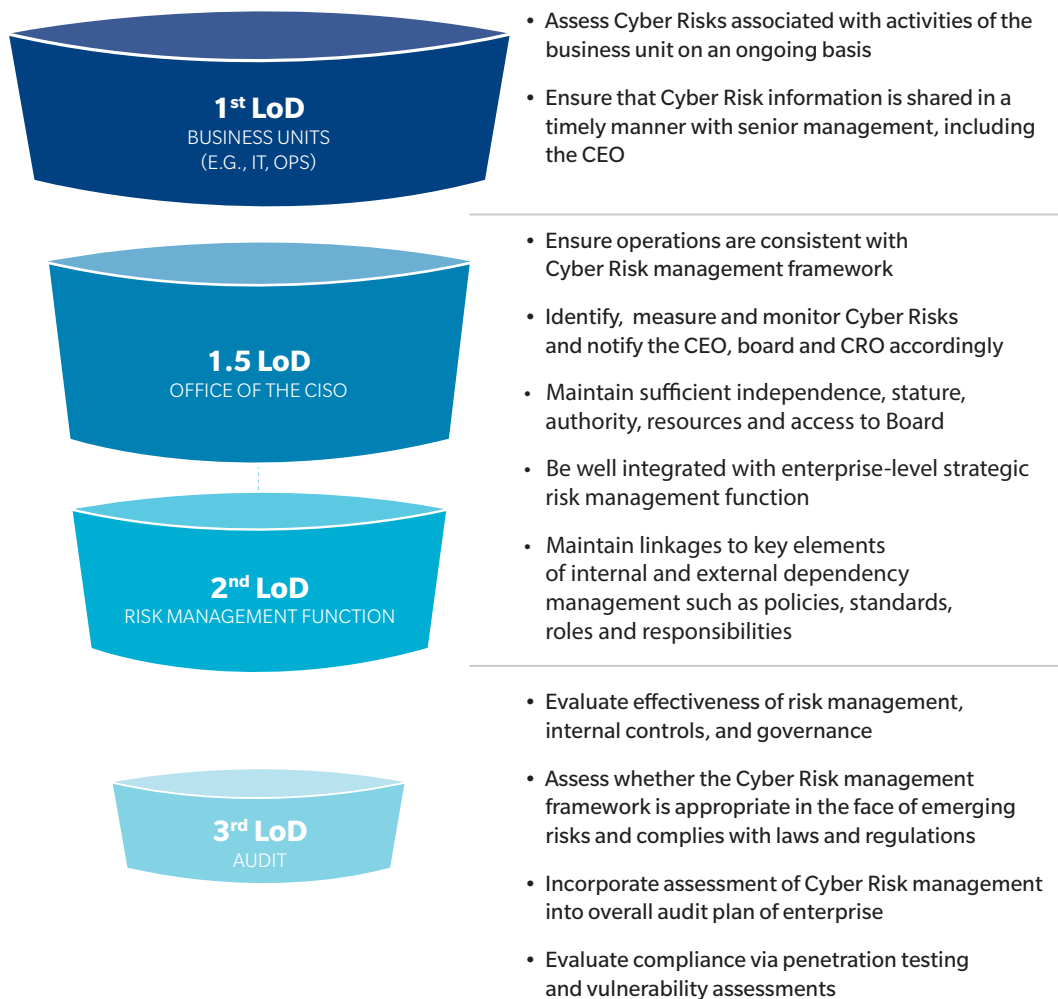 1st LoD
BUSINESS UNITS
(E.G., IT, OPS)
• Assess Cyber Risks associated with activities of the
business unit on an ongoing basis
• Ensure that Cyber Risk information is shared in a
timely manner with senior management, including
the CEO
1.5 LoD
OFFICE OF THE CISO
2nd LoD
RISK MANAGEMENT FUNCTION
• Ensure operations are consistent with
Cyber Risk management framework
• Identify, measure and monitor Cyber Risks
and notify the CEO, board and CRO accordingly
• Maintain sufficient independence, stature,
authority, resources and access to Board
• Be well integrated with enterprise-level strategic
risk management function
• Maintain linkages to key elements
of internal and external dependency
management such as policies, standards,
roles and responsibilities
3rd LoD
AUDIT
• Evaluate effectiveness of risk management,
internal controls, and governance
• Assess whether the Cyber Risk management
framework is appropriate in the face of emerging
risks and complies with laws and regulations
• Incorporate assessment of Cyber Risk management
into overall audit plan of enterprise
• Evaluate compliance via penetration testing
and vulnerability assessments